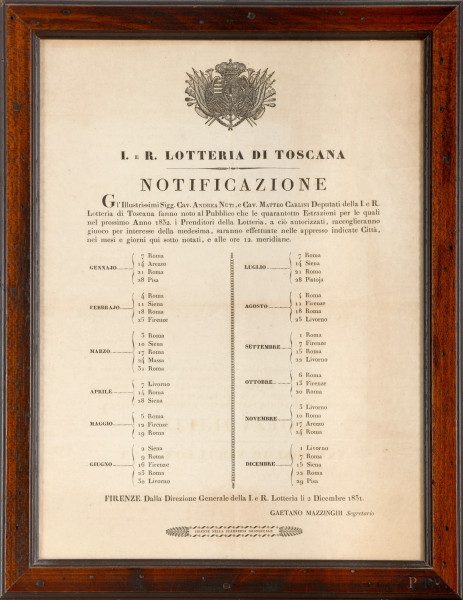 I. E R. LOTTERIA DI TOSCANA
NOTIFICAZIONE
Gl'Illustrissimi Sigg. Cav. Andrea Nuti, e Cav. Matteo Carlini Deputati della I. e R.
Lotteria di Toscana fanno noto al Pubblico che le quarantotto Estrazioni per le quali
nel prossimo Anno 1832. i Prenditori della Lotteria, a ciò autorizzati, raccoglieranno
giuoco per interesse della medesima, saranno effettuate nelle appresso indicate Città,
nei mesi e giorni qui sotto notati, e alle ore 12. meridiane.
GENNAJO
7 Roma
14 Arezzo
21 Roma
28 Pisa
FEBBRAJO
4 Roma
11 Siena
18 Roma
25 Firenze
MARZO
3 Roma
10 Siena
17 Roma
24 Massa
31 Roma
APRILE
7 Livorno
14 Roma
28 Siena
MAGGIO
5 Roma
12 Firenze
19 Roma
GIUGNO
2 Siena
9 Roma
16 Firenze
23 Roma
30 Livorno
LUGLIO
7 Roma
14 Siena
21 Roma
28 Pistoja
AGOSTO
4 Roma
11 Firenze
18 Roma
25 Livorno
SETTEMBRE
1 Roma
7 Firenze
15 Roma
22 Livorno
OTTOBRE
6 Roma
13 Firenze
20 Roma
NOVEMBRE
3 Livorno
10 Roma
17 Arezzo
24 Roma
DICEMBRE
1 Livorno
7 Roma
15 Siena
22 Roma
29 Pisa
FIRENZE Dalla Direzione Generale della I. e R. Lotteria li 2 Dicembre 1831.
GAETANO MAZZINGHI Segretario
FIRENZE NELLA STAMPERIA GRANDUCALE
P